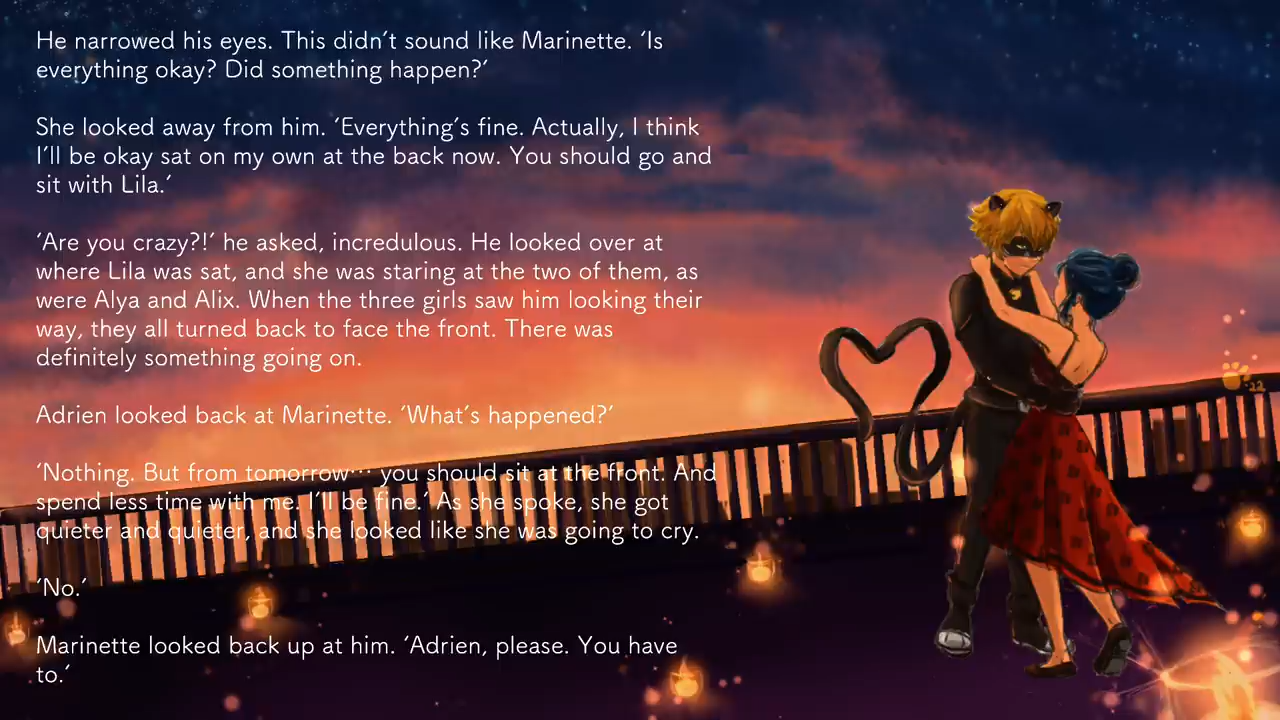 He narrowed his eyes. This didn't sound like Marinette. 'Is
everything okay? Did something happen?'
She looked away from him. 'Everything's fine. Actually, I think
I'll be okay sat on my own at the back now. You should go and
sit with Lila.'
'Are you crazy?!' he asked, incredulous. He looked over at
where Lila was sat, and she was staring at the two of them, as
were Alya and Alix. When the three girls saw him looking their
way, they all turned back to face the front. There was
definitely something going on.
Adrien looked back at Marinette. 'What's happened?'
'Nothing. But from tomorrow… you should sit at the front. And
spend less time with me. I'll be fine.' As she spoke, she got
quieter and quieter, and she looked like she was going to cry.
'No.'
Marinette looked back up at him. 'Adrien, please. You have
to.'
'22